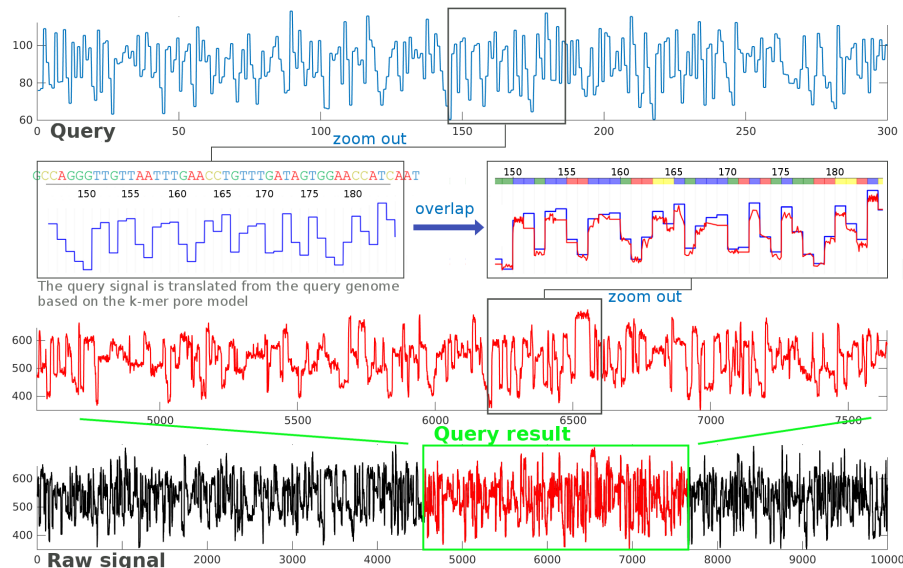 100
80
60
0 50 100 150 200 250 300
Query
zoom out
GCCAGGGTTGTTAATTTGAACCTGTTTGATAGTGGAACCATCAAT
150 155 160 165 170 175 180
overlap
150 155 160 165 170 175 180
The query signal is translated from the query genome
based on the k-mer pore model
zoom out
600
500
400
5000 5500 6000 6500 7000 7500
Query result
600
500
400
0 1000 2000 3000 4000 5000 6000 7000 8000 9000 10000
Raw signal